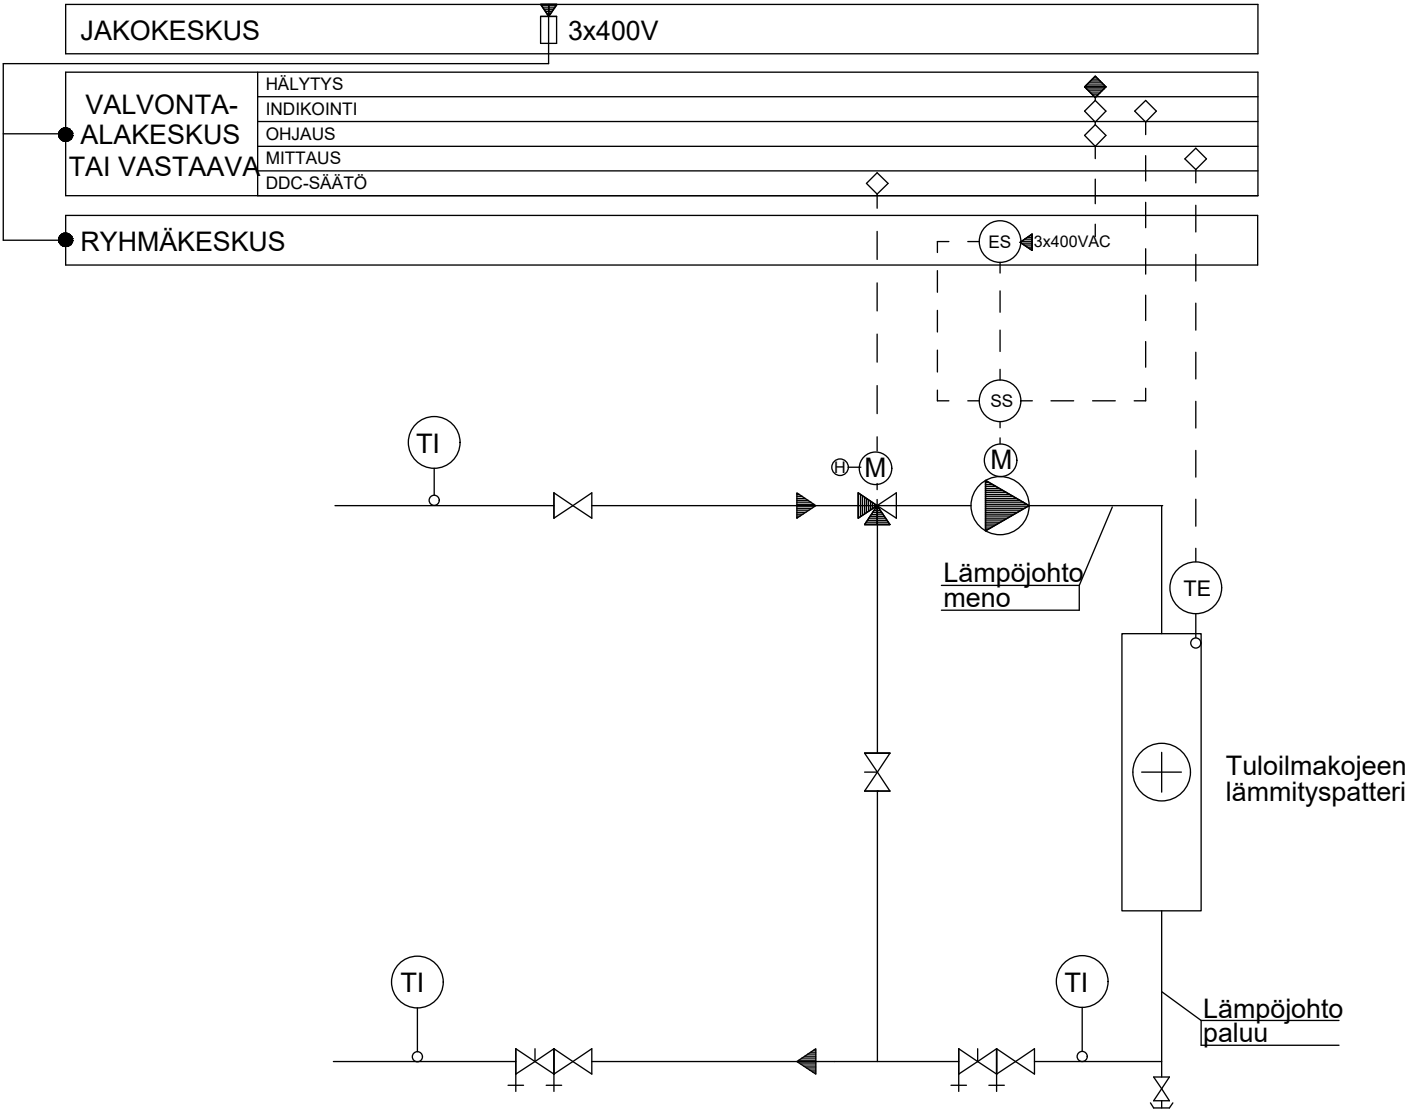 JAKOKESKUS
3x400V
VALVONTA-
ALAKESKUS
TAI VASTAAVA
HÄLYTYS
INDIKOINTI
OHJAUS
MITTAUS
DDC-SÄÄTÖ
RYHMÄKESKUS
ES
3x400VAC
SS
TI
H
M
M
Lämpöjohto
meno
TE
Tuloilmakojeen
lämmityspatteri
TI
TI
Lämpöjohto
paluu